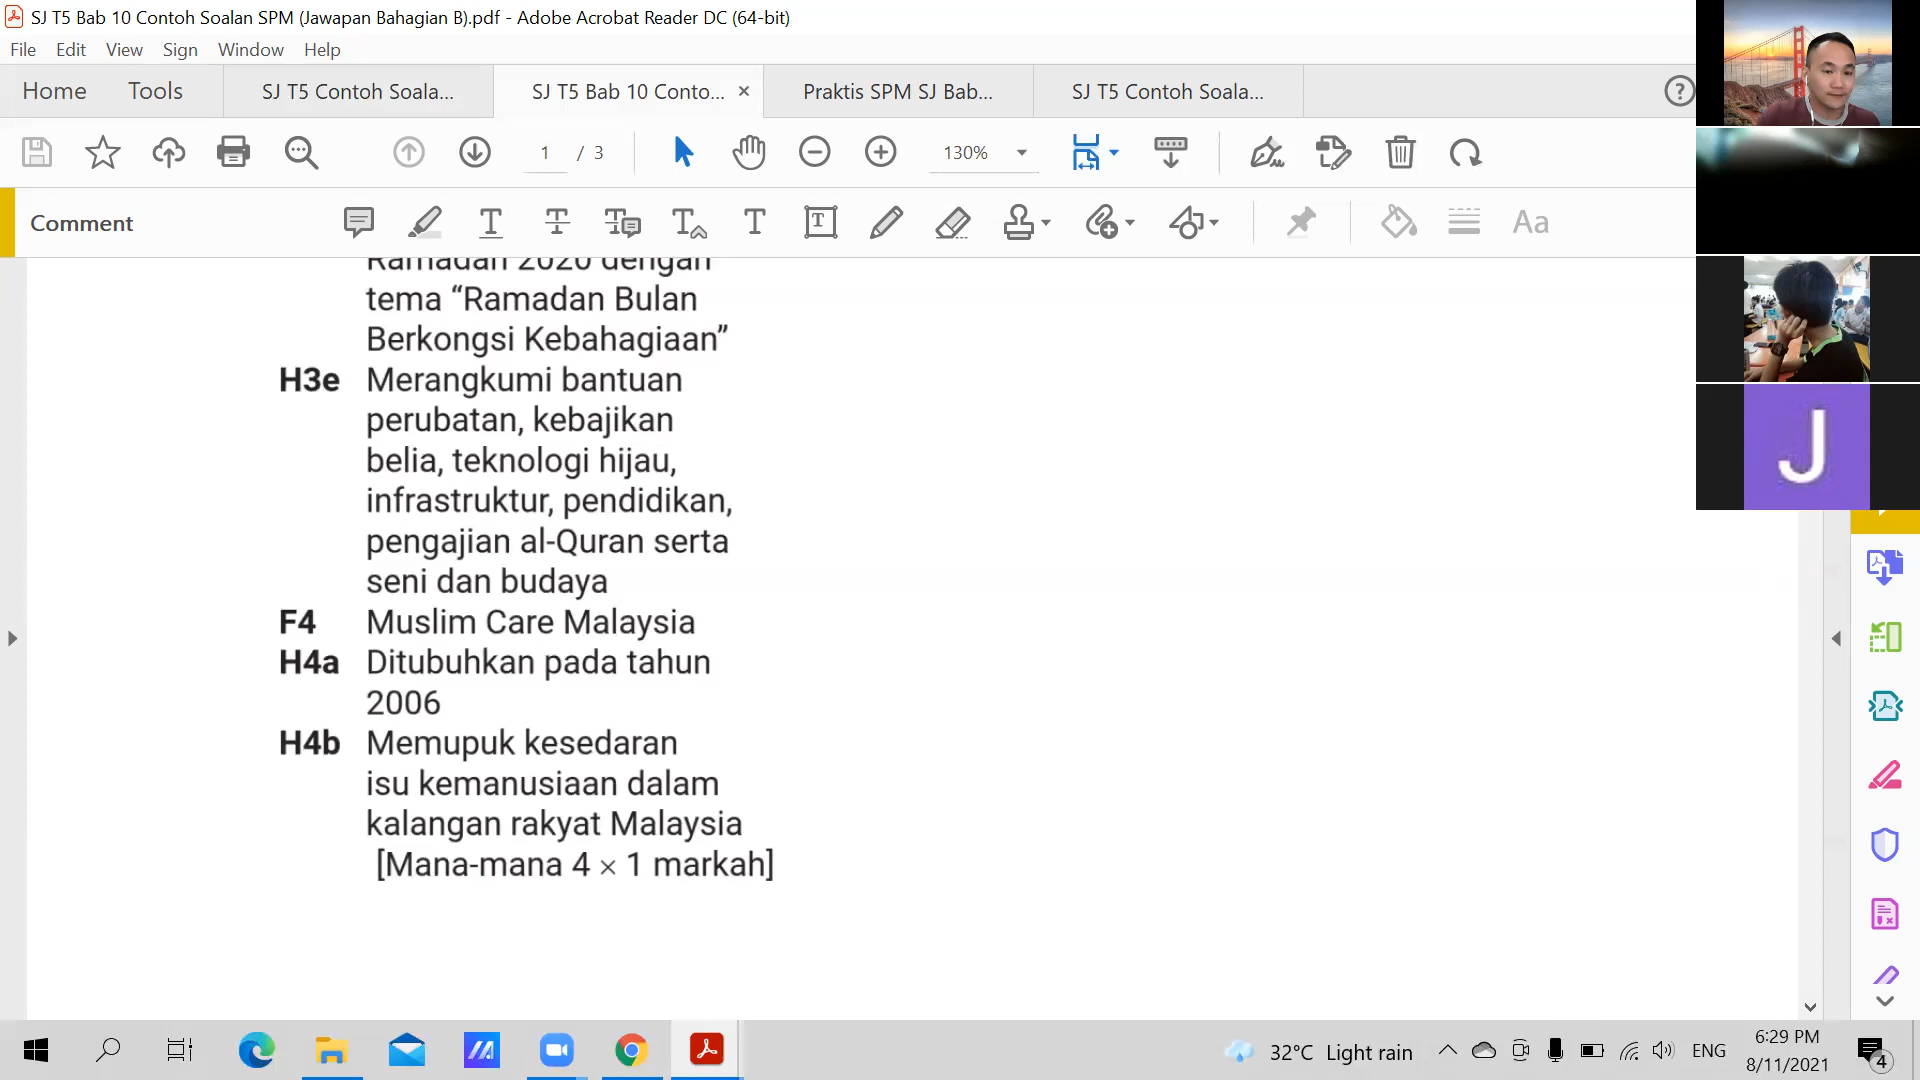 SJ T5 Bab 10 Contoh Soalan SPM (Jawapan Bahagian B).pdf - Adobe Acrobat Reader DC (64-bit)
File Edit View Sign Window Help
Home Tools SJ T5 Contoh Soala... SJ T5 Bab 10 Conto... × Praktis SPM SJ Bab... SJ T5 Contoh Soala...
1 / 3 130%
Comment Aa
Ramadan 2020 dengan
tema “Ramadan Bulan
Berkongsi Kebahagiaan”
H3e Merangkumi bantuan
perubatan, kebajikan
belia, teknologi hijau,
infrastruktur, pendidikan,
pengajian al-Quran serta
seni dan budaya
F4 Muslim Care Malaysia
H4a Ditubuhkan pada tahun
2006
H4b Memupuk kesedaran
isu kemanusiaan dalam
kalangan rakyat Malaysia
[Mana-mana 4 × 1 markah]
J
32°C Light rain
ENG
6:29 PM
8/11/2021
4